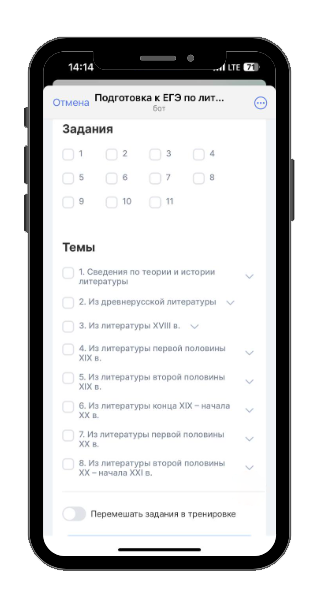 14:14
LTE 71
Отмена
Подготовка к ЕГЭ по лит...
бот
Задания
1 2 3 4
5 6 7 8
9 10 11
Темы
1. Сведения по теории и истории
литературы
2. Из древнерусской литературы
3. Из литературы XVIII в.
4. Из литературы первой половины
XIX в.
5. Из литературы второй половины
XIX в.
6. Из литературы конца XIX – начала
XX в.
7. Из литературы первой половины
XX в.
8. Из литературы второй половины
XX – начала XXI в.
Перемешать задания в тренировке